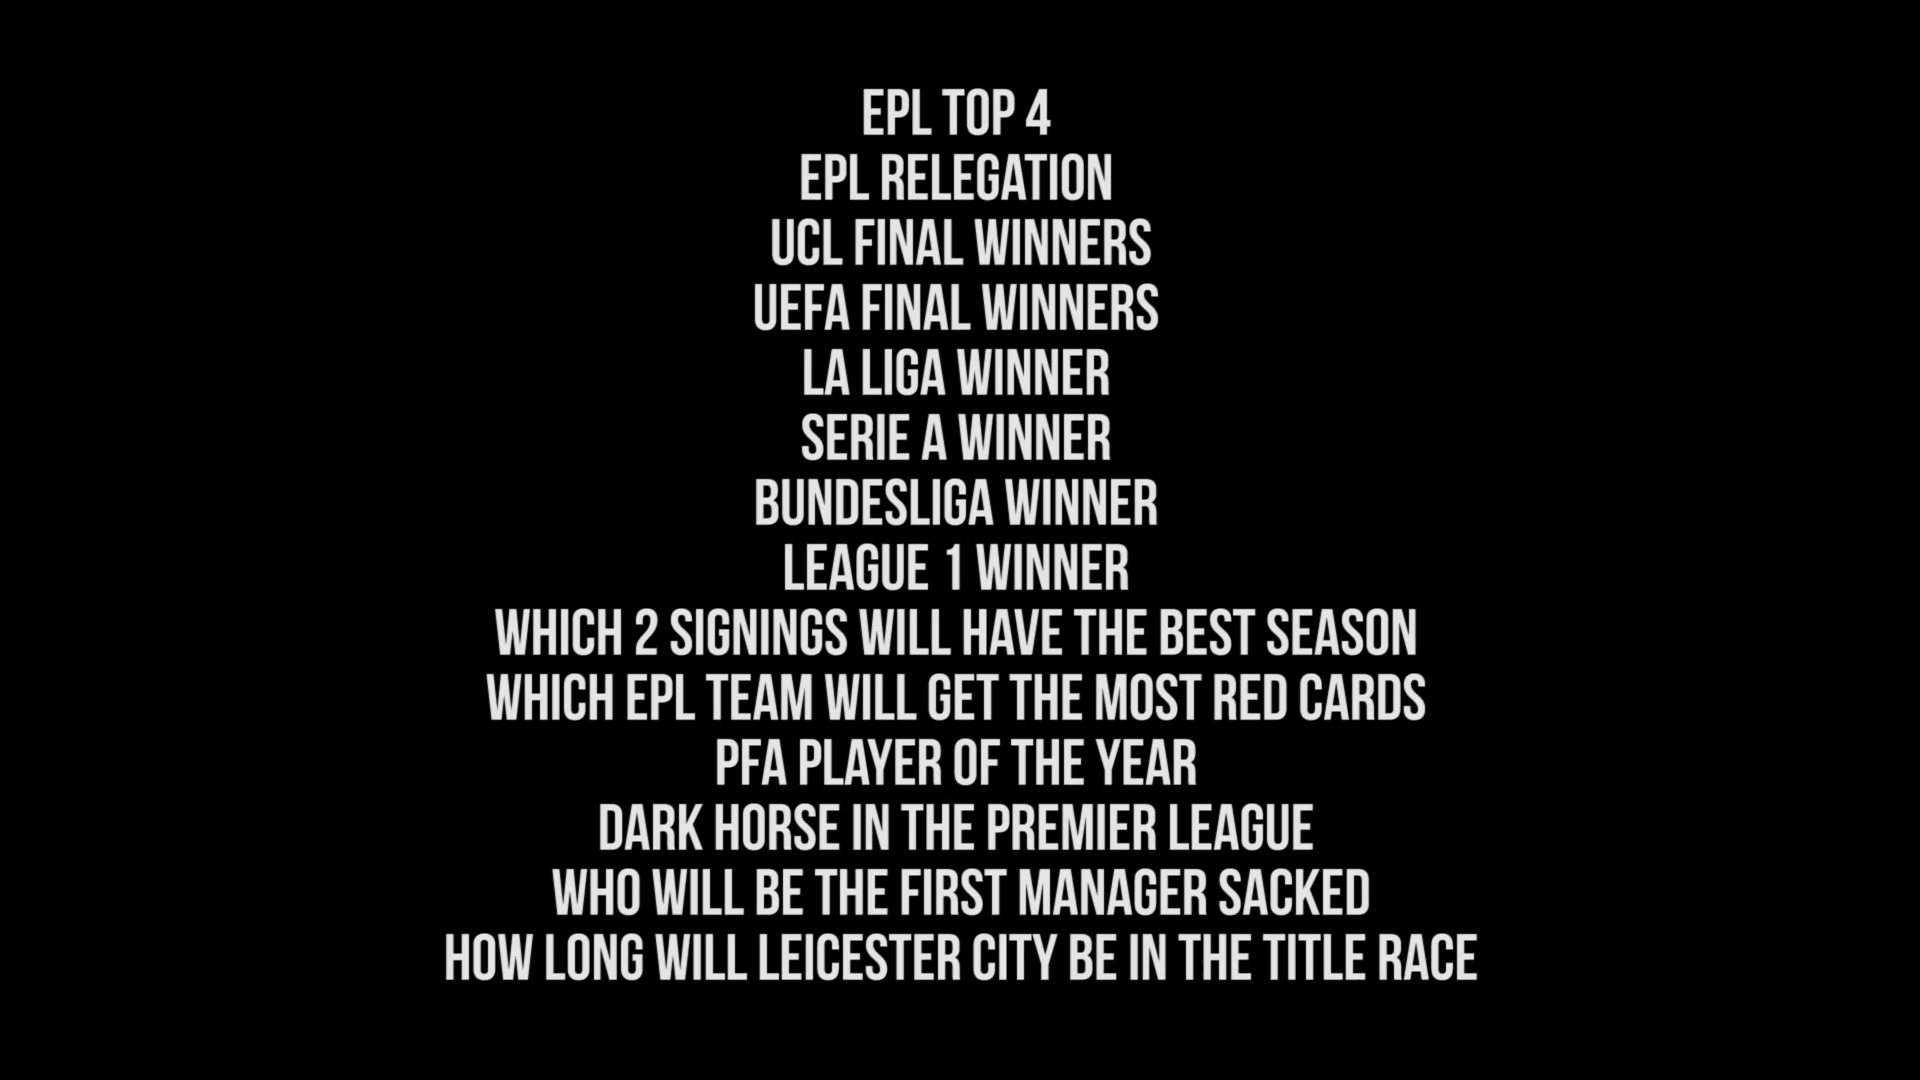 EPL TOP 4
EPL RELEGATION
UCL FINAL WINNERS
UEFA FINAL WINNERS
LA LIGA WINNER
SERIE A WINNER
BUNDESLIGA WINNER
LEAGUE 1 WINNER
WHICH 2 SIGNINGS WILL HAVE THE BEST SEASON
WHICH EPL TEAM WILL GET THE MOST RED CARDS
PFA PLAYER OF THE YEAR
DARK HORSE IN THE PREMIER LEAGUE
WHO WILL BE THE FIRST MANAGER SACKED
HOW LONG WILL LEICESTER CITY BE IN THE TITLE RACE